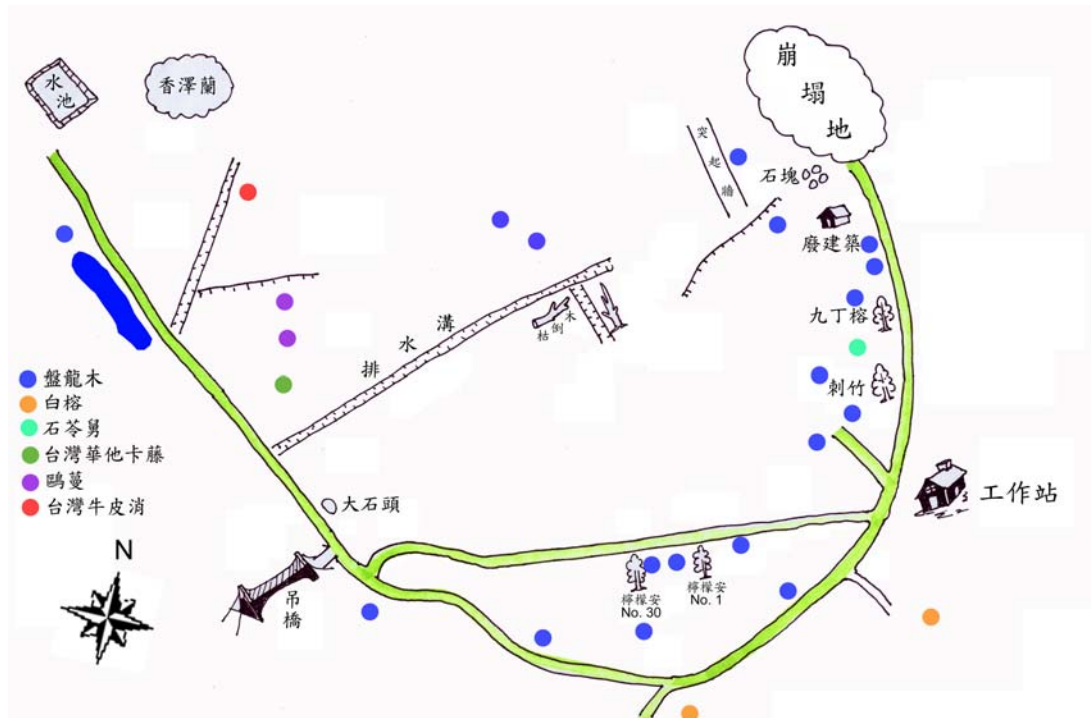 水池
香澤蘭
崩塌地
突起牆
石塊
廢建築
九丁榕
刺竹
排水溝
枯倒木
盤龍木
白榕
石苓舅
台灣華他卡藤
鷗蔓
台灣牛皮消
大石頭
工作站
N
吊橋
檸檬桉
No. 30
檸檬桉
No. 1